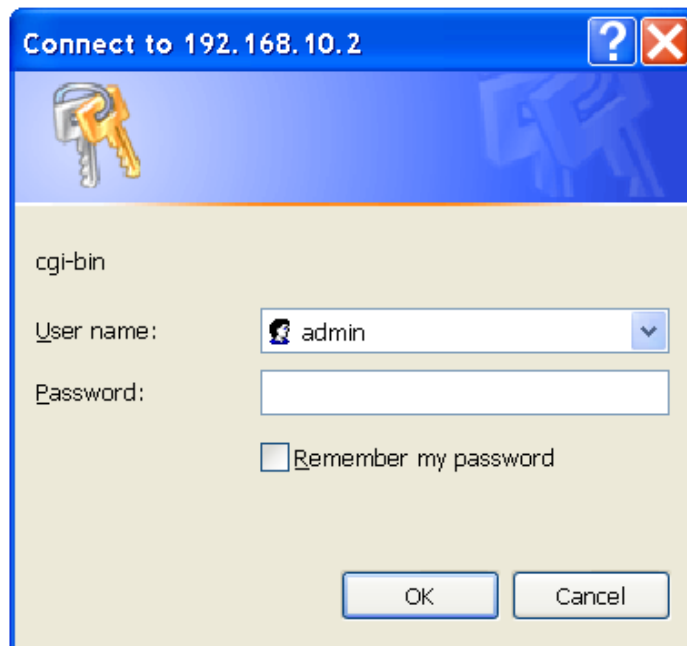 Connect to 192.168.10.2
cgi-bin
User name: admin
Password:
Remember my password
OK Cancel